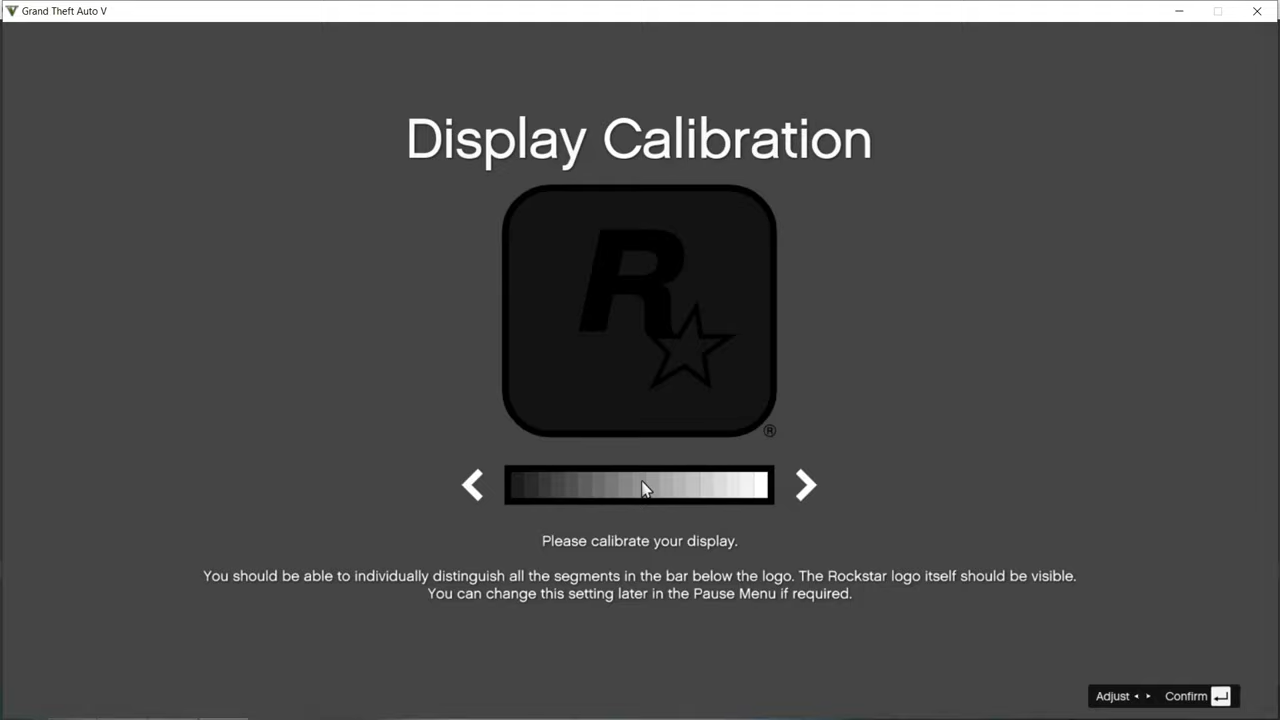 Grand Theft Auto V
Display Calibration
R
®
Please calibrate your display.
You should be able to individually distinguish all the segments in the bar below the logo. The Rockstar logo itself should be visible.
You can change this setting later in the Pause Menu if required.
Adjust Confirm